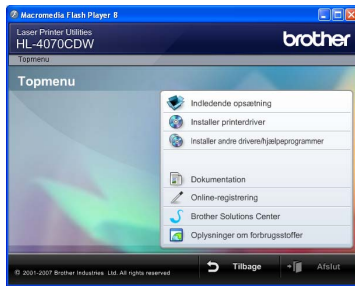 Macromedia Flash Player 8
Laser Printer Utilities
HL-4070CDW
brother
Topmenu
Topmenu
Indledende opsætning
Installer printerdriver
Installer andre drivere/hjælpeprogrammer
Dokumentation
Online-registrering
Brother Solutions Center
Oplysninger om forbrugsstoffer
© 2001-2007 Brother Industries Ltd. All rights reserved
Tilbage
Afslut